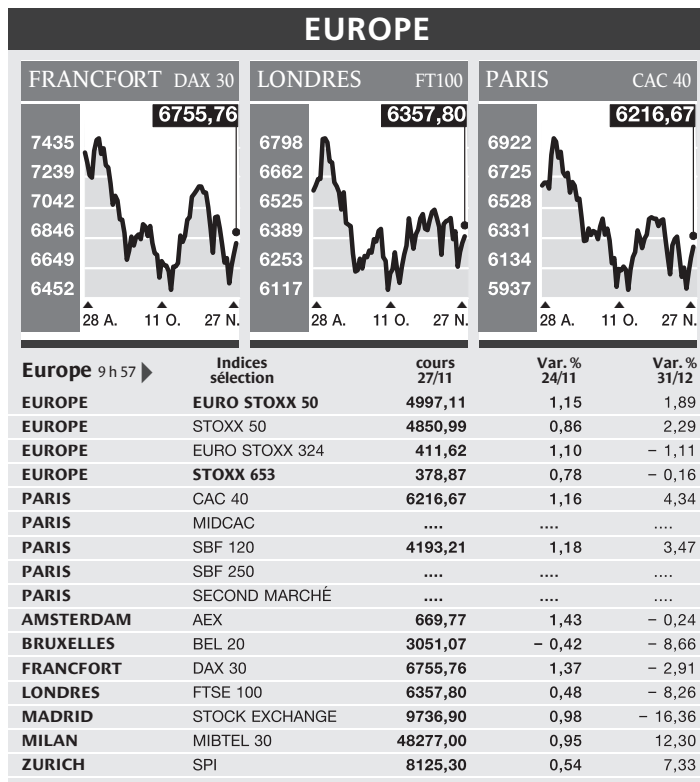 EUROPE
FRANCFORT DAX 30
6755,76
7435
7239
7042
6846
6649
6452
28 A. 11 O. 27 N.
LONDRES FT100
6357,80
6798
6662
6525
6389
6253
6117
28 A. 11 O. 27 N.
PARIS CAC 40
6216,67
6922
6725
6528
6331
6134
5937
28 A. 11 O. 27 N.
Europe 9 h 57 Indices sélection cours 27/11 Var. % 24/11 Var. % 31/12
EUROPE EURO STOXX 50 4997,11 1,15 1,89
EUROPE STOXX 50 4850,99 0,86 2,29
EUROPE EURO STOXX 324 411,62 1,10 – 1,11
EUROPE STOXX 653 378,87 0,78 – 0,16
PARIS CAC 40 6216,67 1,16 4,34
PARIS MIDCAC .... .... ....
PARIS SBF 120 4193,21 1,18 3,47
PARIS SBF 250 .... .... ....
PARIS SECOND MARCHÉ .... .... ....
AMSTERDAM AEX 669,77 1,43 – 0,24
BRUXELLES BEL 20 3051,07 – 0,42 – 8,66
FRANCFORT DAX 30 6755,76 1,37 – 2,91
LONDRES FTSE 100 6357,80 0,48 – 8,26
MADRID STOCK EXCHANGE 9736,90 0,98 – 16,36
MILAN MIBTEL 30 48277,00 0,95 12,30
ZURICH SPI 8125,30 0,54 7,33